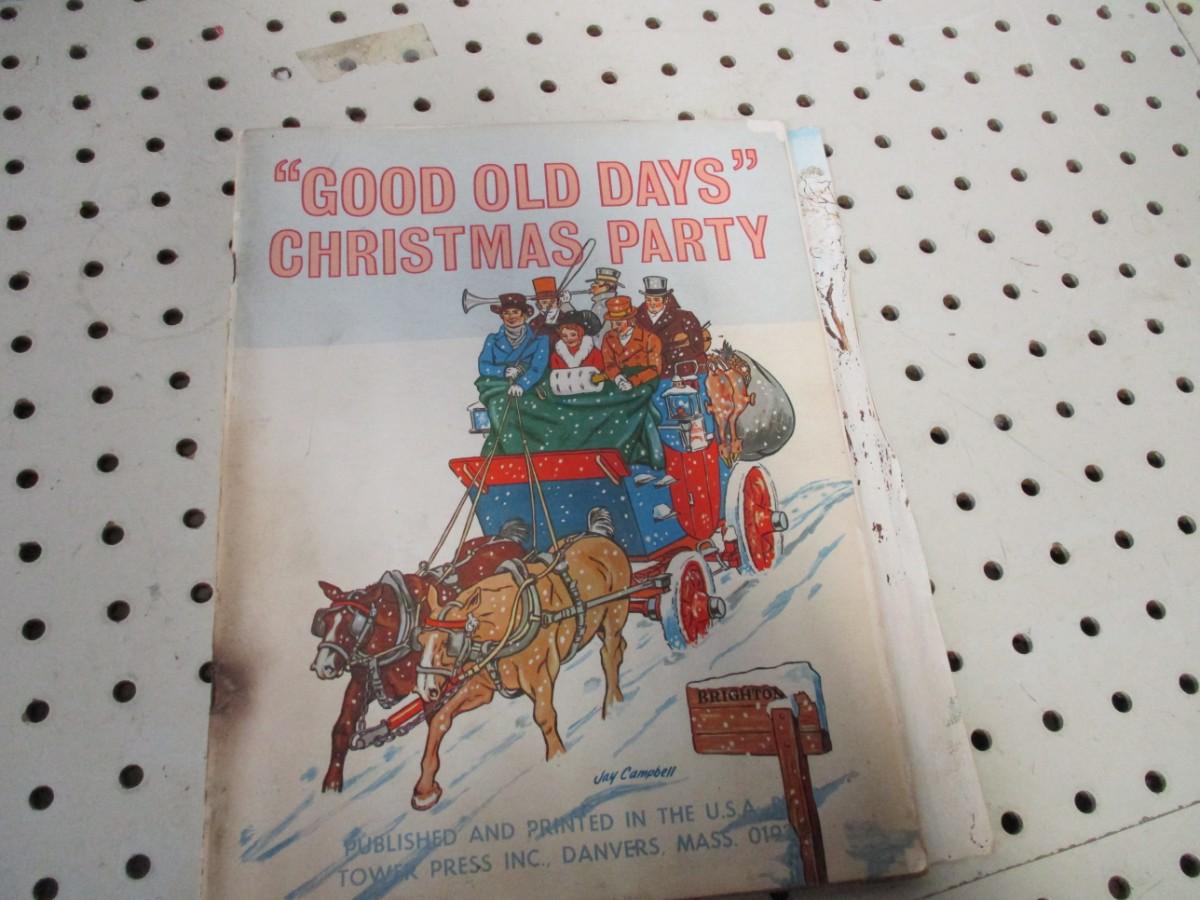 “GOOD OLD DAYS”
CHRISTMAS PARTY
BRIGHTON
Jay Campbell
PUBLISHED AND PRINTED IN THE U.S.A.
TOWER PRESS INC., DANVERS, MASS.